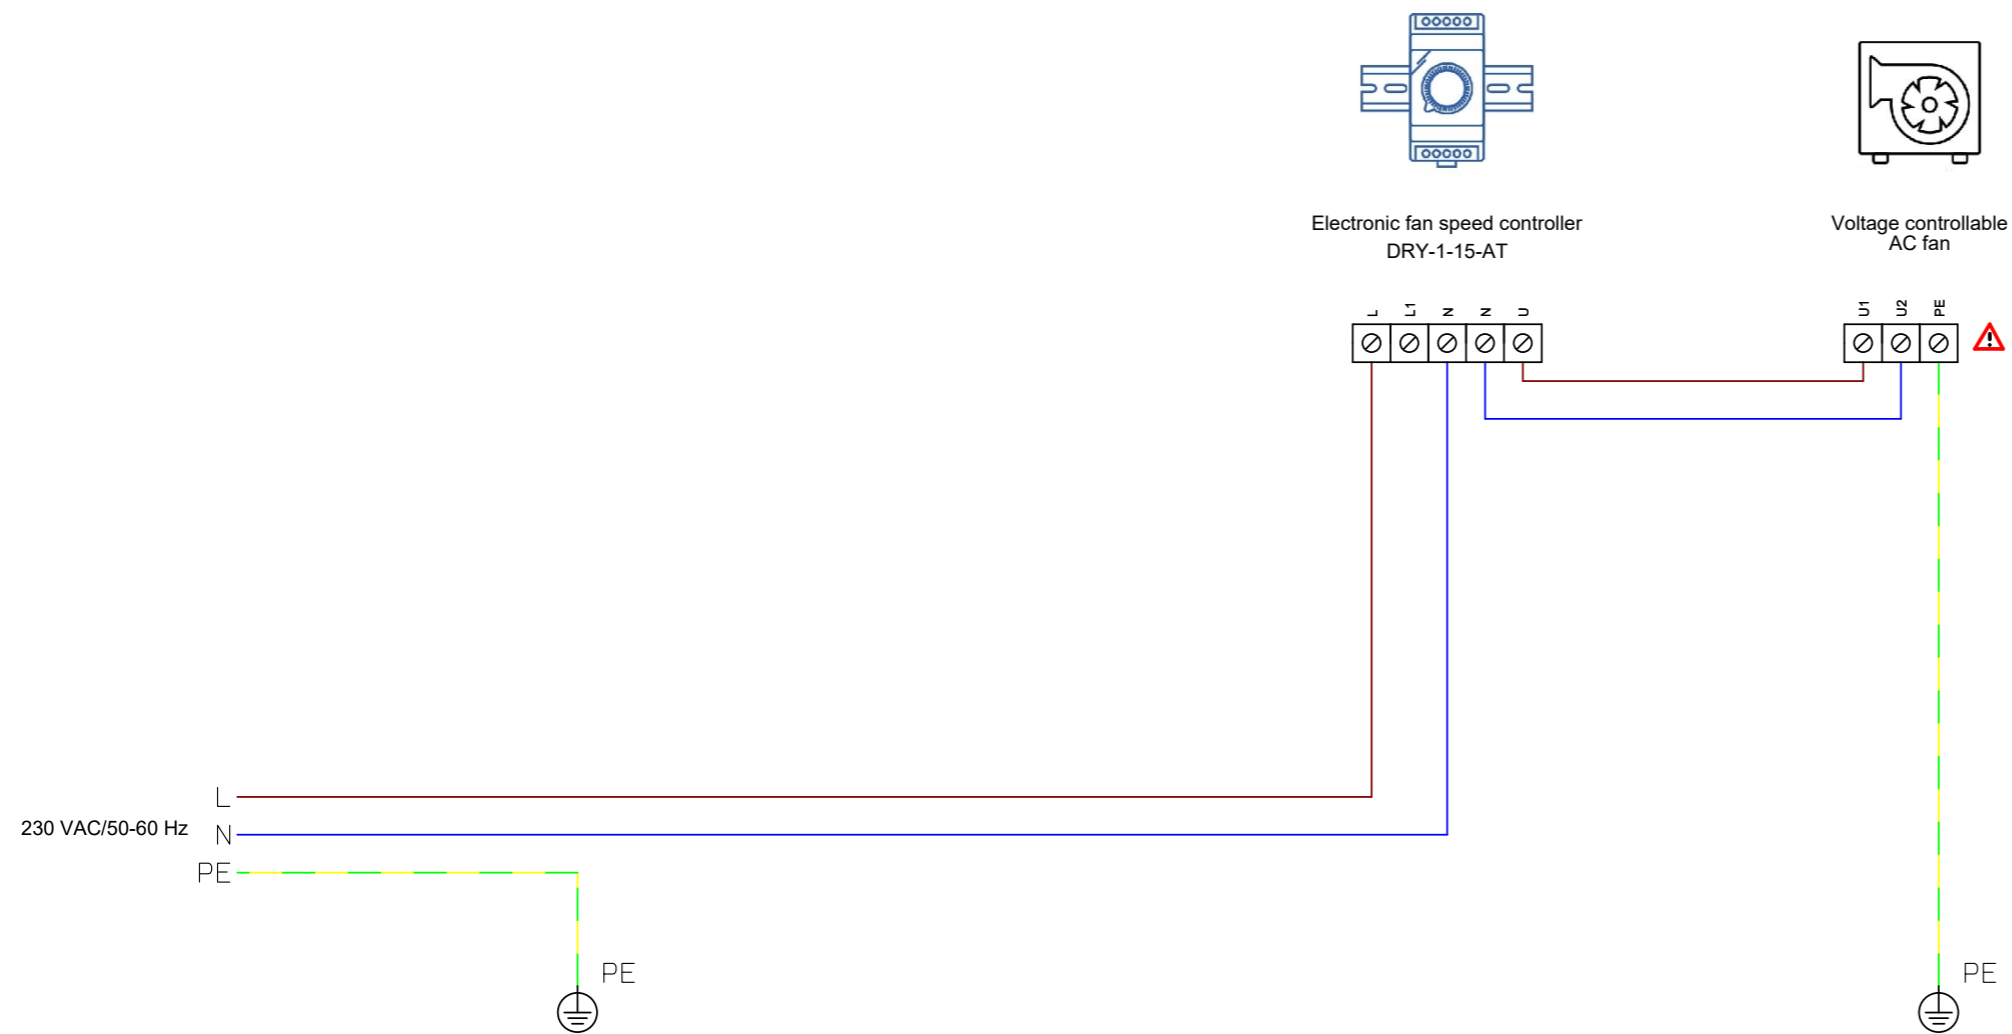 Electronic fan speed controller
DRY-1-15-AT
Voltage controllable
AC fan
L L1 N N U
U1 U2 PE
L
230 VAC/50-60 Hz N
PE
PE
PE